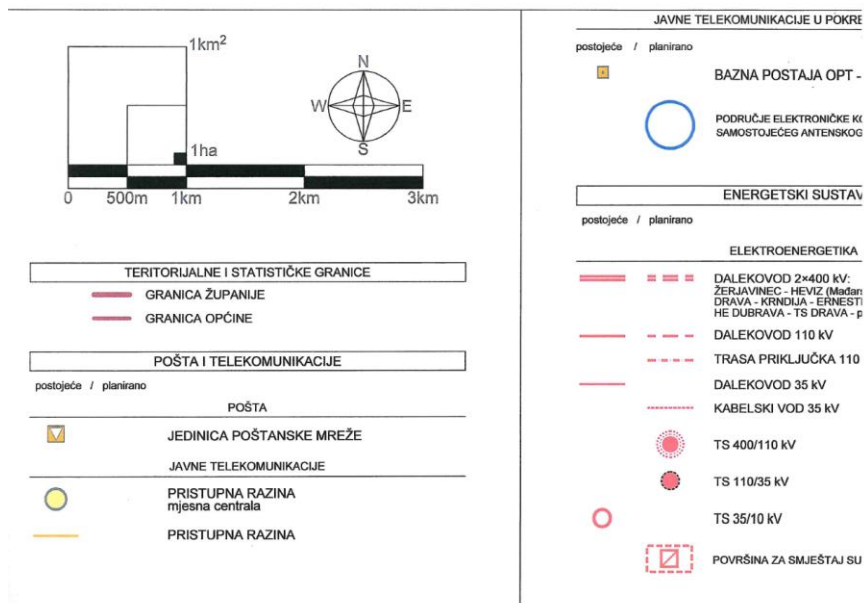 1km²
N
W E
S
1ha
0 500m 1km 2km 3km
TERITORIJALNE I STATISTIČKE GRANICE
GRANICA ŽUPANIJE
GRANICA OPĆINE
POŠTA I TELEKOMUNIKACIJE
postojeće / planirano
POŠTA
JEDINICA POŠTANSKE MREŽE
JAVNE TELEKOMUNIKACIJE
PRISTUPNA RAZINA
mjesna centrala
PRISTUPNA RAZINA
JAVNE TELEKOMUNIKACIJE U POKRE
postojeće / planirano
BAZNA POSTAJA OPT -
PODRUČJE ELEKTRONIČKE KO
SAMOSTOJEĆEG ANTENSKOG
ENERGETSKI SUSTAV
postojeće / planirano
ELEKTROENERGETIKA
DALEKOVOD 2×400 kV:
ŽERJAVINEC - HEVIZ (Mađars
DRAVA - KRNDIJA - ERNESTI
HE DUBRAVA - TS DRAVA - p
DALEKOVOD 110 kV
TRASA PRIKLJUČKA 110
DALEKOVOD 35 kV
KABELSKI VOD 35 kV
TS 400/110 kV
TS 110/35 kV
TS 35/10 kV
POVRŠINA ZA SMJEŠTAJ SU